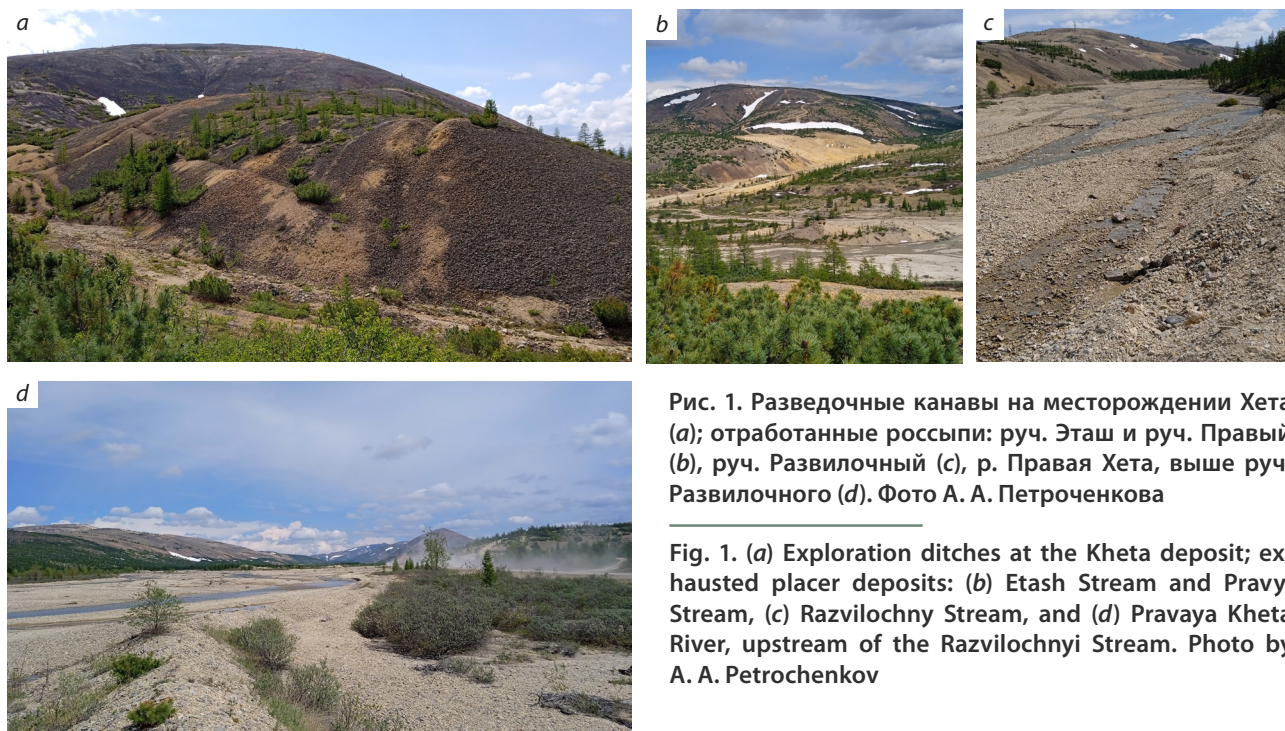 a
b
c
d
Рис. 1. Разведочные канавы на месторождении Хета
(a); отработанные россыпи: руч. Эташ и руч. Правый
(b), руч. Развилочный (c), р. Правая Хета, выше руч
Развилочного (d). Фото А. А. Петроченкова
Fig. 1. (a) Exploration ditches at the Kheta deposit; ex
hausted placer deposits: (b) Etash Stream and Pravy
Stream, (c) Razvilochny Stream, and (d) Pravaya Kheta
River, upstream of the Razvilochnyi Stream. Photo by
A. A. Petrochenkov